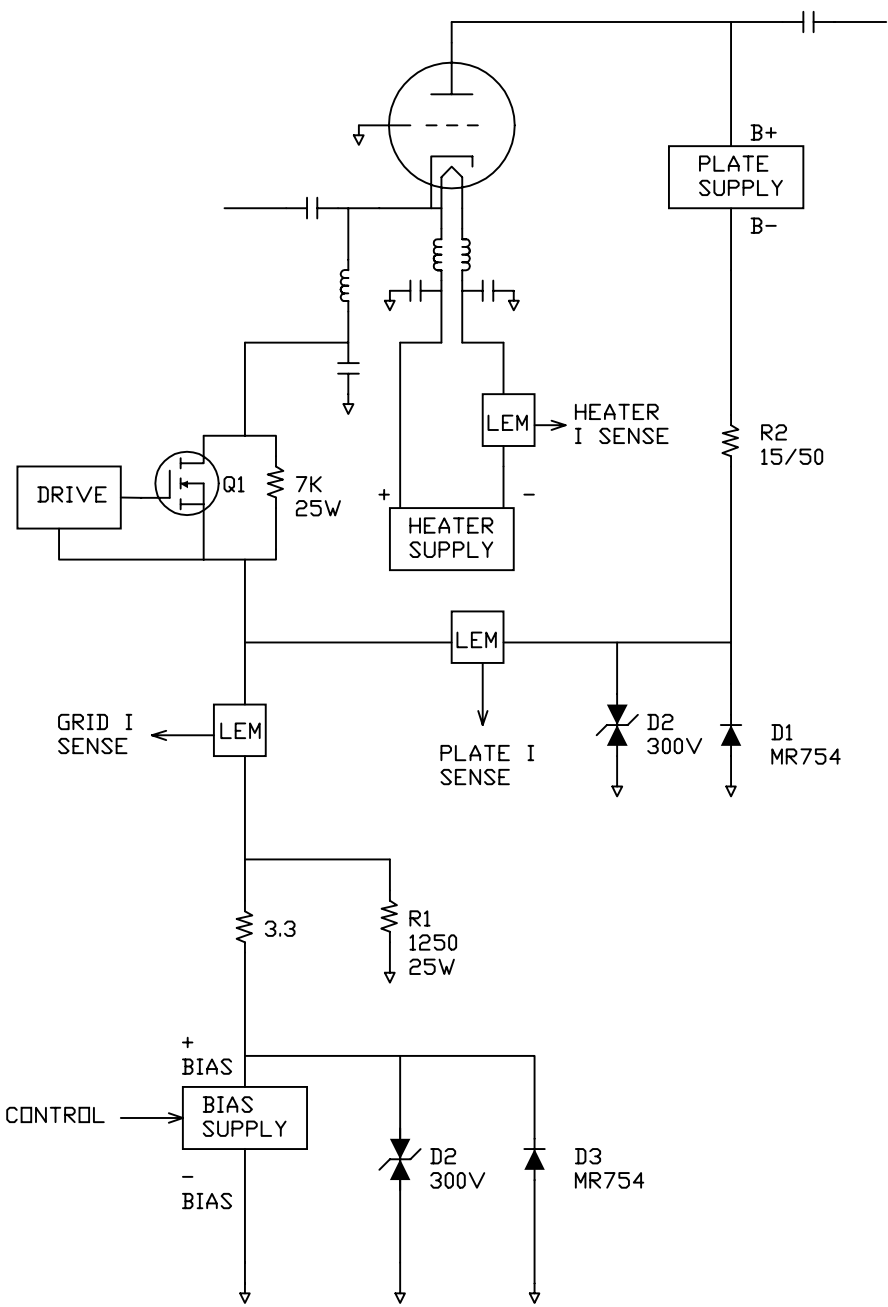 B+
PLATE
SUPPLY
B-
LEM
HEATER
I SENSE
R2
15/50
DRIVE
Q1
7K
25W
+
-
HEATER
SUPPLY
LEM
GRID I
SENSE
LEM
PLATE I
SENSE
D2
300V
D1
MR754
3.3
R1
1250
25W
+
BIAS
CONTROL
BIAS
SUPPLY
-
BIAS
D2
300V
D3
MR754